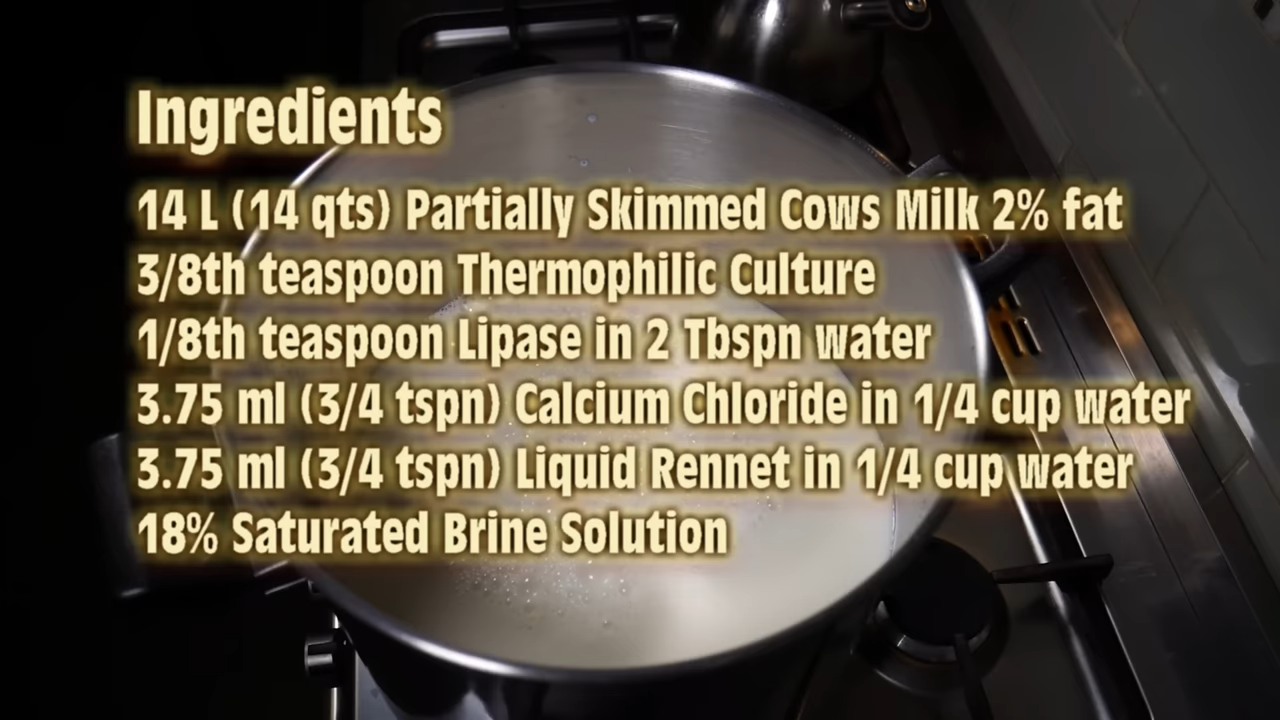 Ingredients
14 L (14 qts) Partially Skimmed Cows Milk 2% fat
3/8th teaspoon Thermophilic Culture
1/8th teaspoon Lipase in 2 Tbspn water
3.75 ml (3/4 tspn) Calcium Chloride in 1/4 cup water
3.75 ml (3/4 tspn) Liquid Rennet in 1/4 cup water
18% Saturated Brine Solution